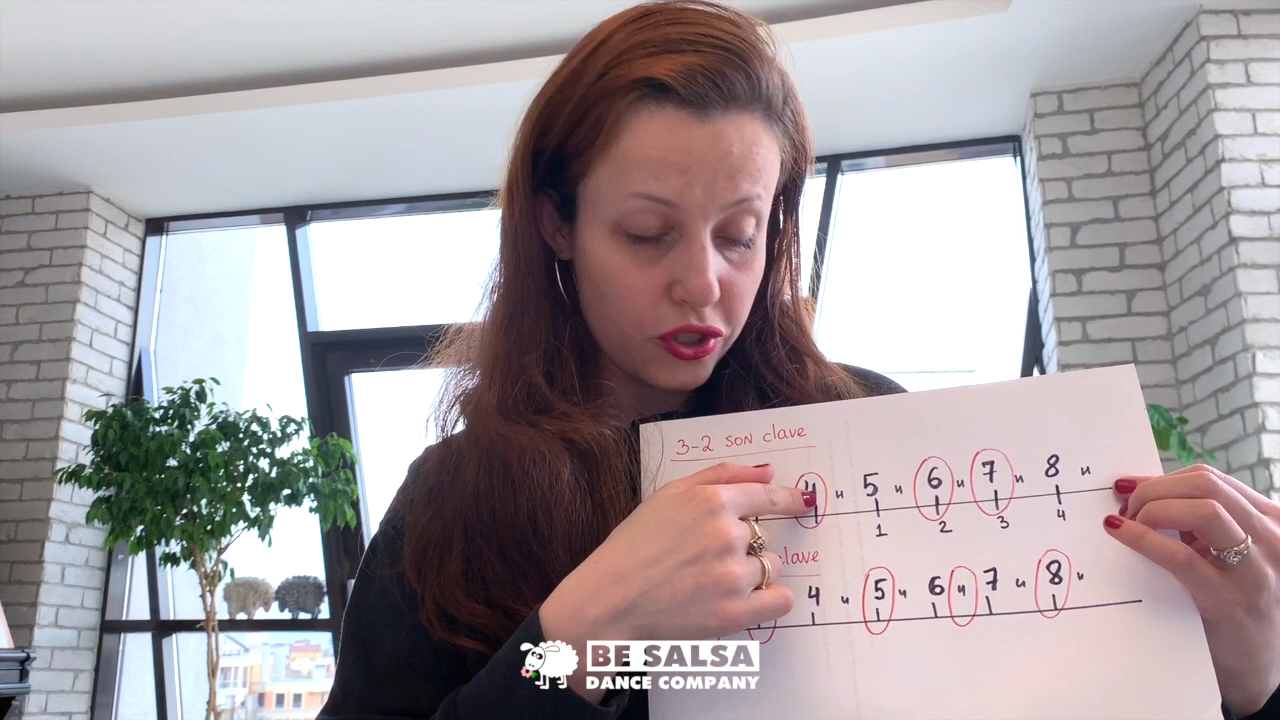 3-2 son clave
4 и 5 и 6 и 7 и 8 и
1 2 3 4
clave
4 и 5 и 6 и 7 и 8 и
BE SALSA
DANCE COMPANY